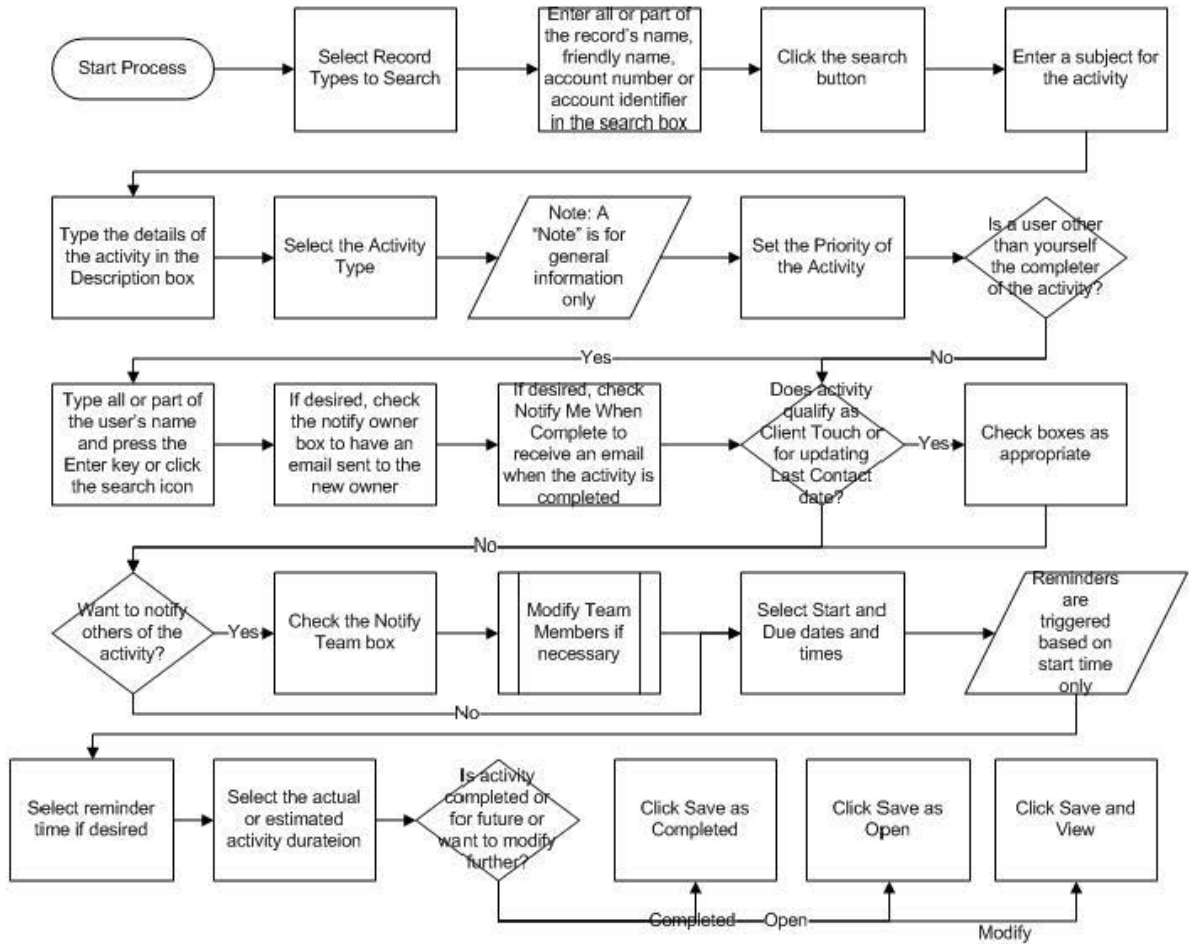 Start Process
Select Record
Types to Search
Enter all or part of
the record's name,
friendly name,
account number or
account identifier
in the search box
Click the search
button
Enter a subject for
the activity
Type the details of
the activity in the
Description box
Select the Activity
Type
Note: A
"Note" is for
general
information
only
Set the Priority of
the Activity
Is a user other
than yourself
the completer
of the activity?
Yes
No
Type all or part of
the user's name
and press the
Enter key or click
the search icon
If desired, check
the notify owner
box to have an
email sent to the
new owner
If desired, check
Notify Me When
Complete to
receive an email
when the activity is
completed
Does activity
qualify as
Client Touch or
for updating
Last Contact
date?
Yes
Check boxes as
appropriate
No
Want to notify
others of the
activity?
Yes
Check the Notify
Team box
Modify Team
Members if
necessary
Select Start and
Due dates and
times
Reminders
are
triggered
based on
start time
only
No
Select reminder
time if desired
Select the actual
or estimated
activity durateion
Is activity
completed or
for future or
want to modify
further?
Click Save as
Completed
Click Save as
Open
Click Save and
View
Completed
Open
Modify